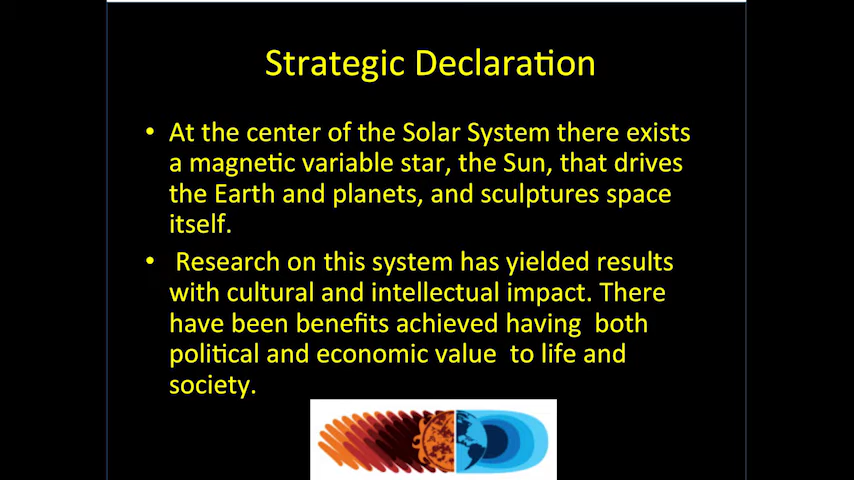 Strategic Declaration
• At the center of the Solar System there exists
a magnetic variable star, the Sun, that drives
the Earth and planets, and sculptures space
itself.
• Research on this system has yielded results
with cultural and intellectual impact. There
have been benefits achieved having both
political and economic value to life and
society.